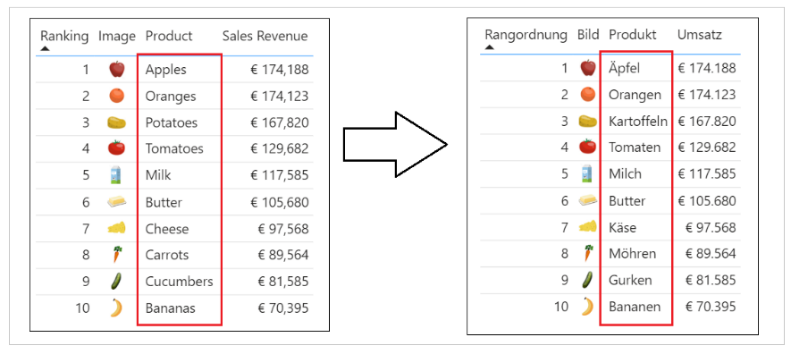 Ranking Image Product Sales Revenue
1 Apples € 174,188
2 Oranges € 174,123
3 Potatoes € 167,820
4 Tomatoes € 129,682
5 Milk € 117,585
6 Butter € 105,680
7 Cheese € 97,568
8 Carrots € 89,564
9 Cucumbers € 81,585
10 Bananas € 70,395
Rangordnung Bild Produkt Umsatz
1 Äpfel € 174.188
2 Orangen € 174.123
3 Kartoffeln € 167.820
4 Tomaten € 129.682
5 Milch € 117.585
6 Butter € 105.680
7 Käse € 97.568
8 Möhren € 89.564
9 Gurken € 81.585
10 Bananen € 70.395